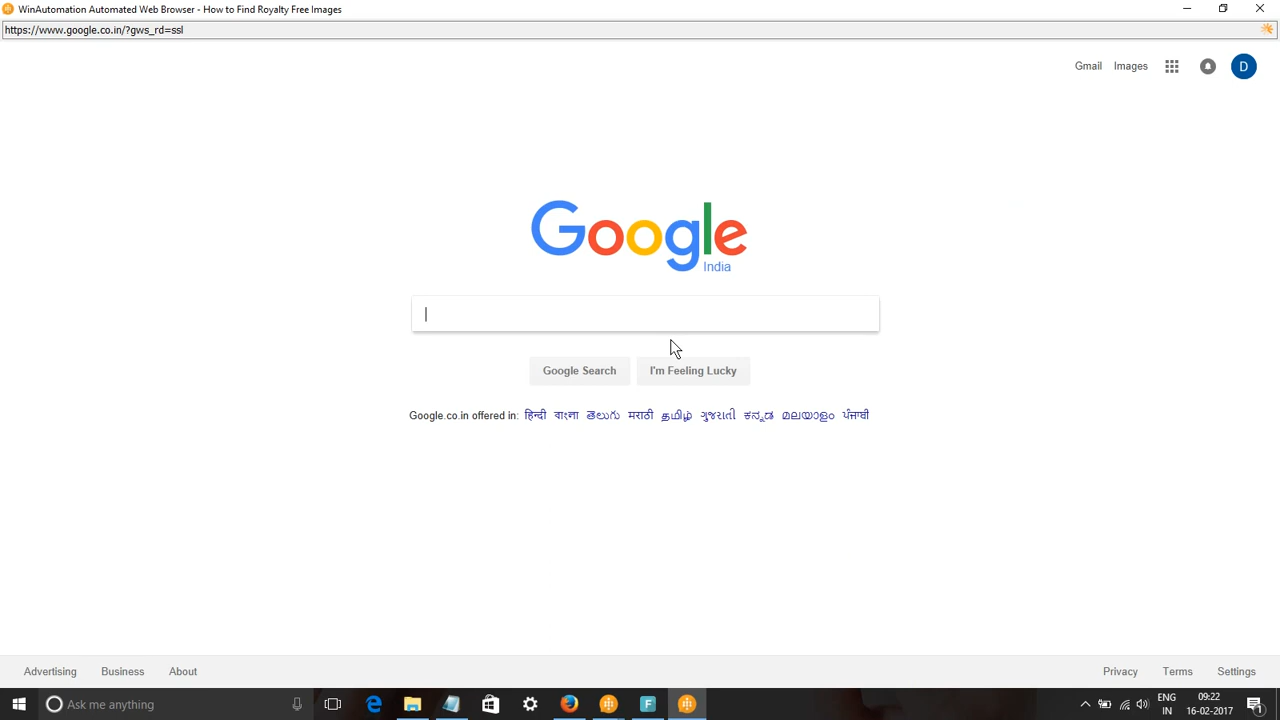 WinAutomation Automated Web Browser - How to Find Royalty Free Images
https://www.google.co.in/?gws_rd=ssl
Gmail Images D
Google
India
Google Search I'm Feeling Lucky
Google.co.in offered in: हिन्दी বাংলা తెలుగు मराठी தமிழ் ગુજરાતી ಕನ್ನಡ മലയാളം ਪੰਜਾਬੀ
Advertising Business About Privacy Terms Settings
Ask me anything
ENG 09:22
IN 16-02-2017 1